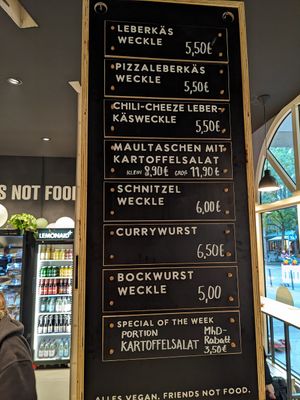 LEBERKÄS
WECKLE 5,50€
PIZZALEBERKÄS
WECKLE 5,50€
CHILI-CHEEZE LEBER-
KÄSWECKLE 5,50€
MAULTASCHEN MIT
KARTOFFELSALAT
KLEIN 8,90€ GROß 11,90€
SCHNITZEL
WECKLE 6,00€
CURRYWURST
6,50€
BOCKWURST
WECKLE 5,00
SPECIAL OF THE WEEK
PORTION
KARTOFFELSALAT
MhD-
Rabatt
3,50€
ALLES VEGAN. FRIENDS NOT FOOD.
S NOT FOOD
LEMONAID+